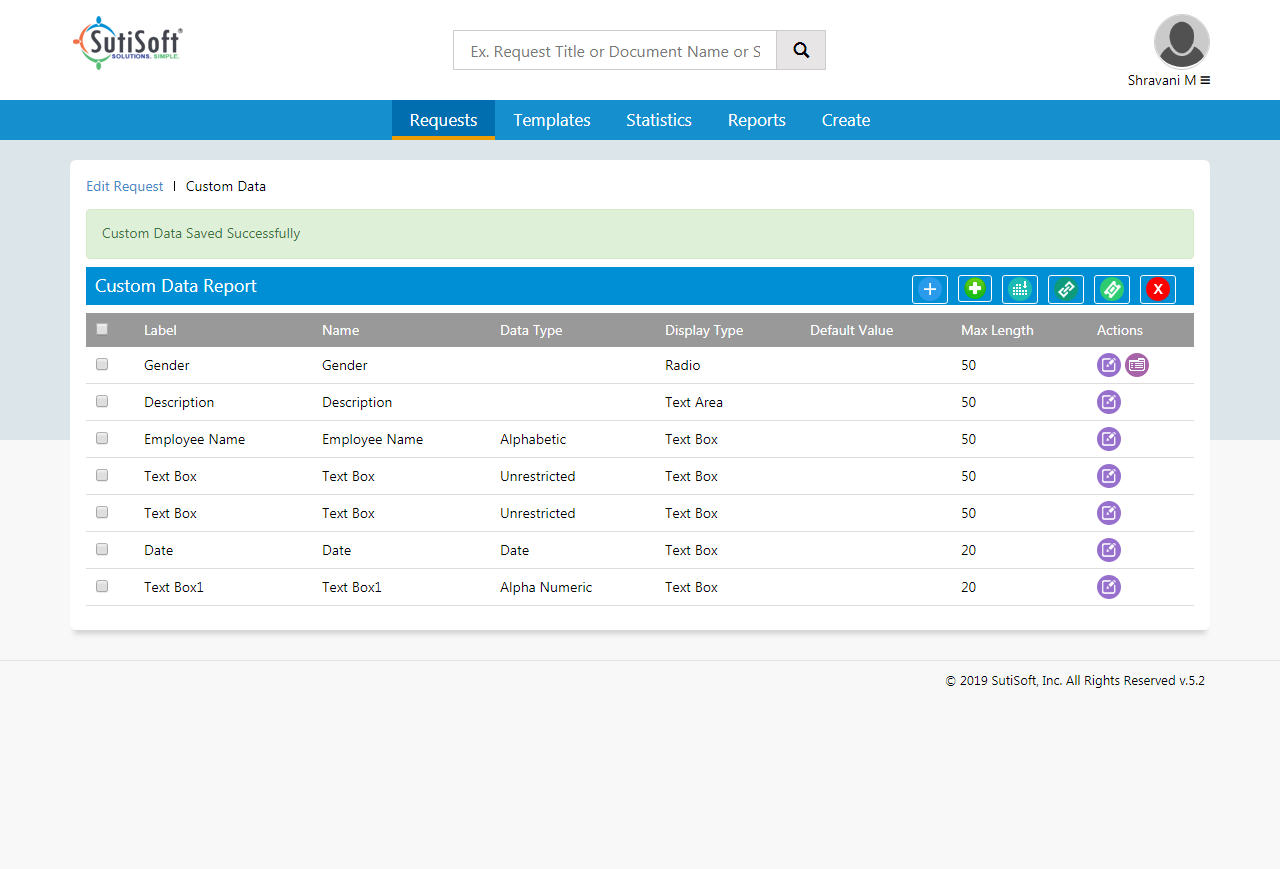 SutiSoft®
SOLUTIONS. SIMPLE.
Ex. Request Title or Document Name or S
Shravani M
Requests Templates Statistics Reports Create
Edit Request | Custom Data
Custom Data Saved Successfully
Custom Data Report
X
Label Name Data Type Display Type Default Value Max Length Actions
Gender Gender Radio 50
Description Description Text Area 50
Employee Name Employee Name Alphabetic Text Box 50
Text Box Text Box Unrestricted Text Box 50
Text Box Text Box Unrestricted Text Box 50
Date Date Date Text Box 20
Text Box1 Text Box1 Alpha Numeric Text Box 20
© 2019 SutiSoft, Inc. All Rights Reserved v.5.2